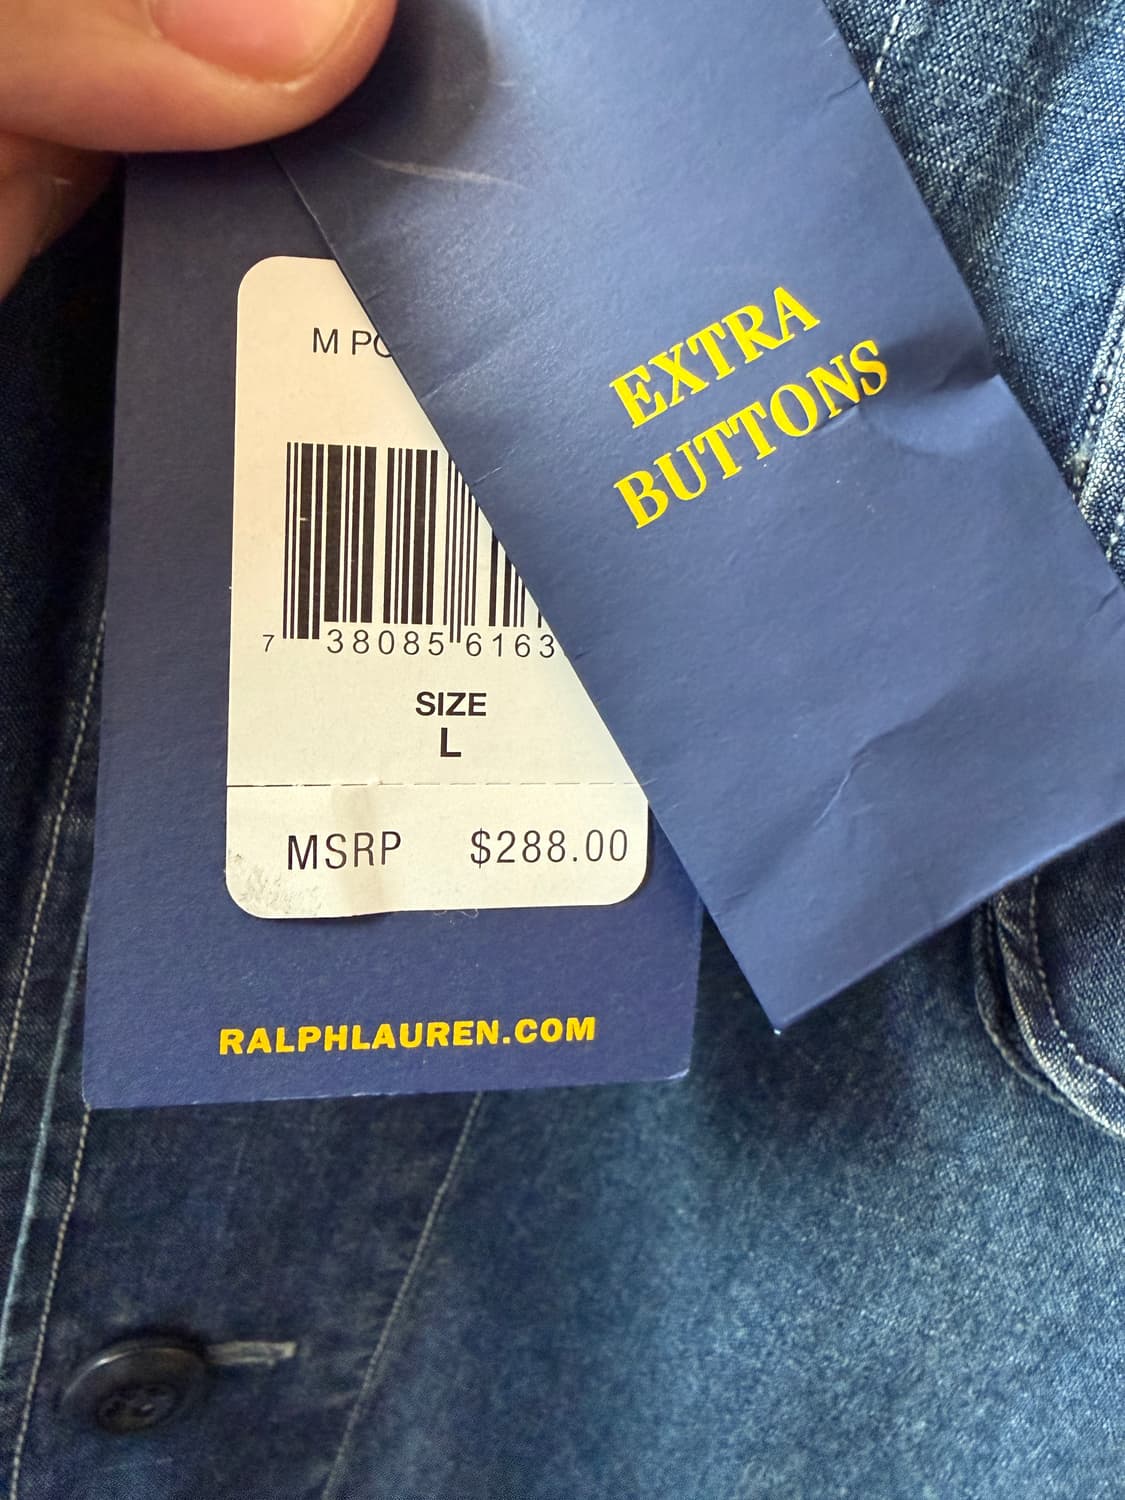 M PO
7 38085 6163
SIZE
L
MSRP $288.00
RALPHLAUREN.COM
EXTRA
BUTTONS